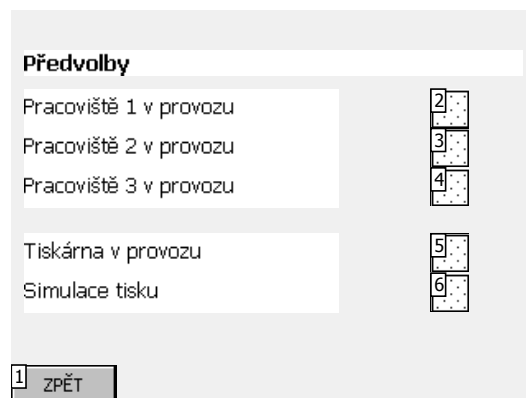 Předvolby
Pracoviště 1 v provozu 2
Pracoviště 2 v provozu 3
Pracoviště 3 v provozu 4
Tiskárna v provozu 5
Simulace tisku 6
1 ZPĚT